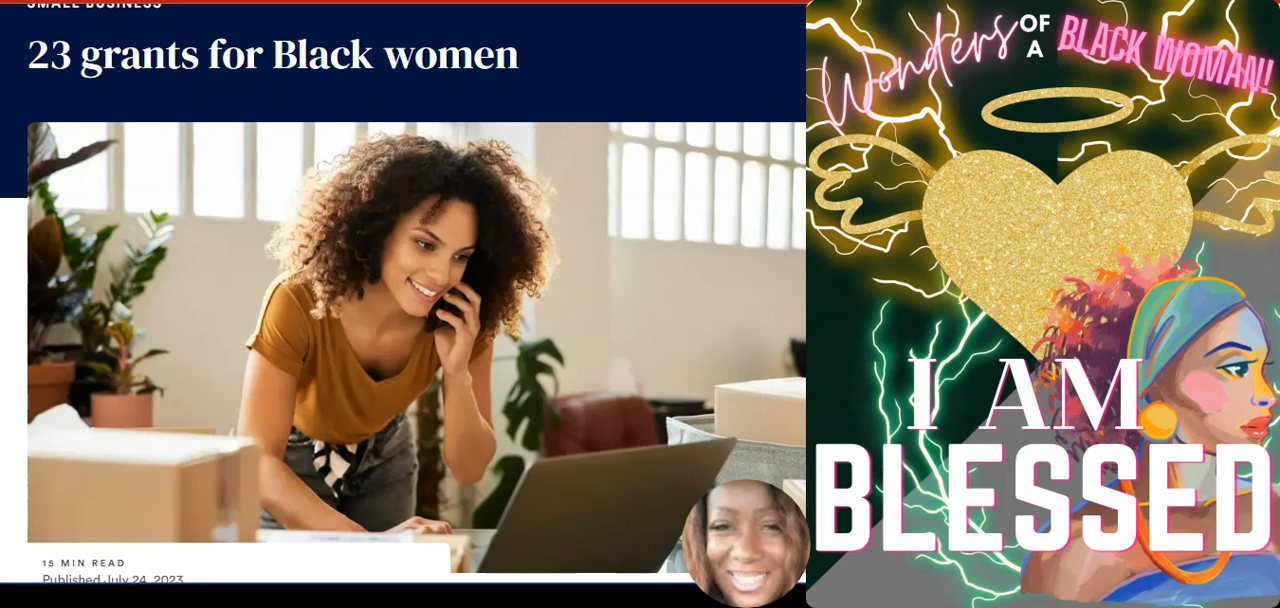 SMALL BUSINESS
23 grants for Black women
15 MIN READ
Published July 24, 2023
Wonders OF A BLACK WOMAN!
I AM
BLESSED